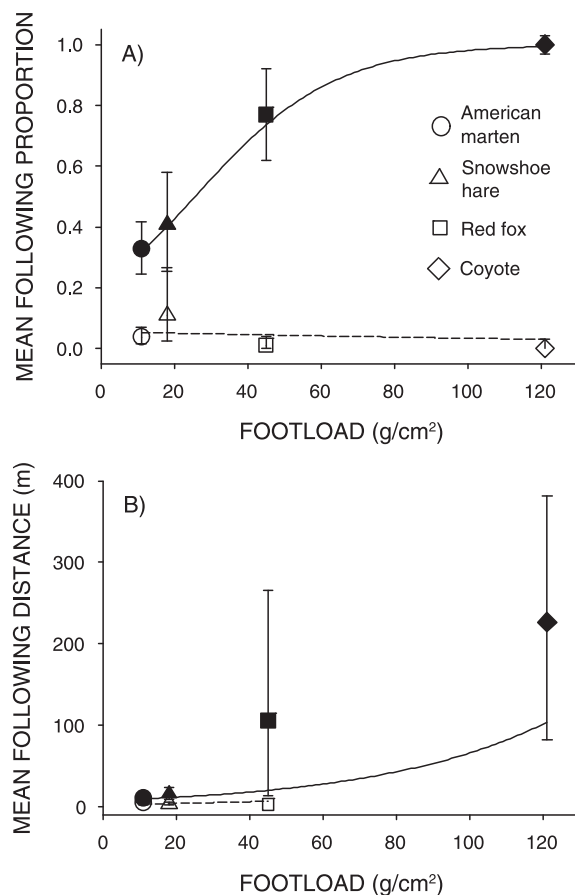 A)
MEAN FOLLOWING PROPORTION
1.0
0.8
0.6
0.4
0.2
0.0
American
marten
Snowshoe
hare
Red fox
Coyote
0 20 40 60 80 100 120
FOOTLOAD (g/cm²)
B)
MEAN FOLLOWING DISTANCE (m)
400
300
200
100
0
0 20 40 60 80 100 120
FOOTLOAD (g/cm²)